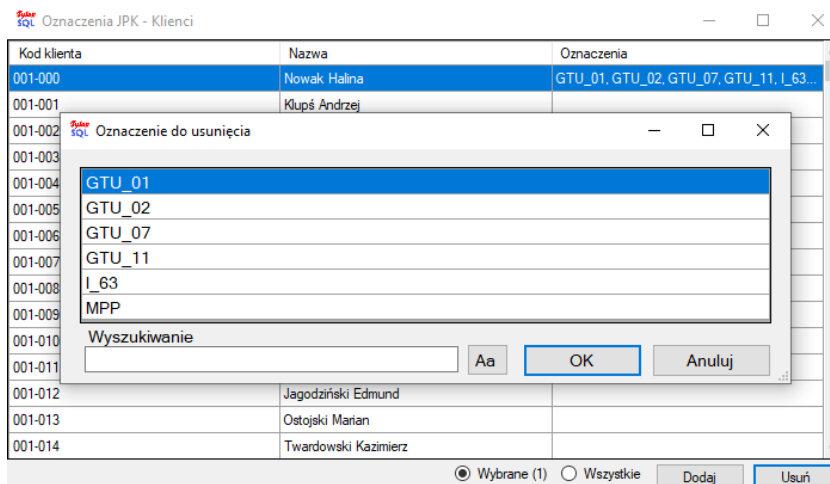 Tylax SQL Oznaczenia JPK - Klienci
Kod klienta Nazwa Oznaczenia
001-000 Nowak Halina GTU_01, GTU_02, GTU_07, GTU_11, I_63...
001-001 Klupś Andrzej
001-002
Tylax SQL Oznaczenie do usunięcia
001-003
001-004 GTU_01
001-005 GTU_02
001-006 GTU_07
001-007 GTU_11
001-008 I_63
001-009 MPP
001-010 Wyszukiwanie
001-011 Aa OK Anuluj
001-012 Jagodziński Edmund
001-013 Ostojski Marian
001-014 Twardowski Kazimierz
Wybrane (1) Wszystkie Dodaj Usuń